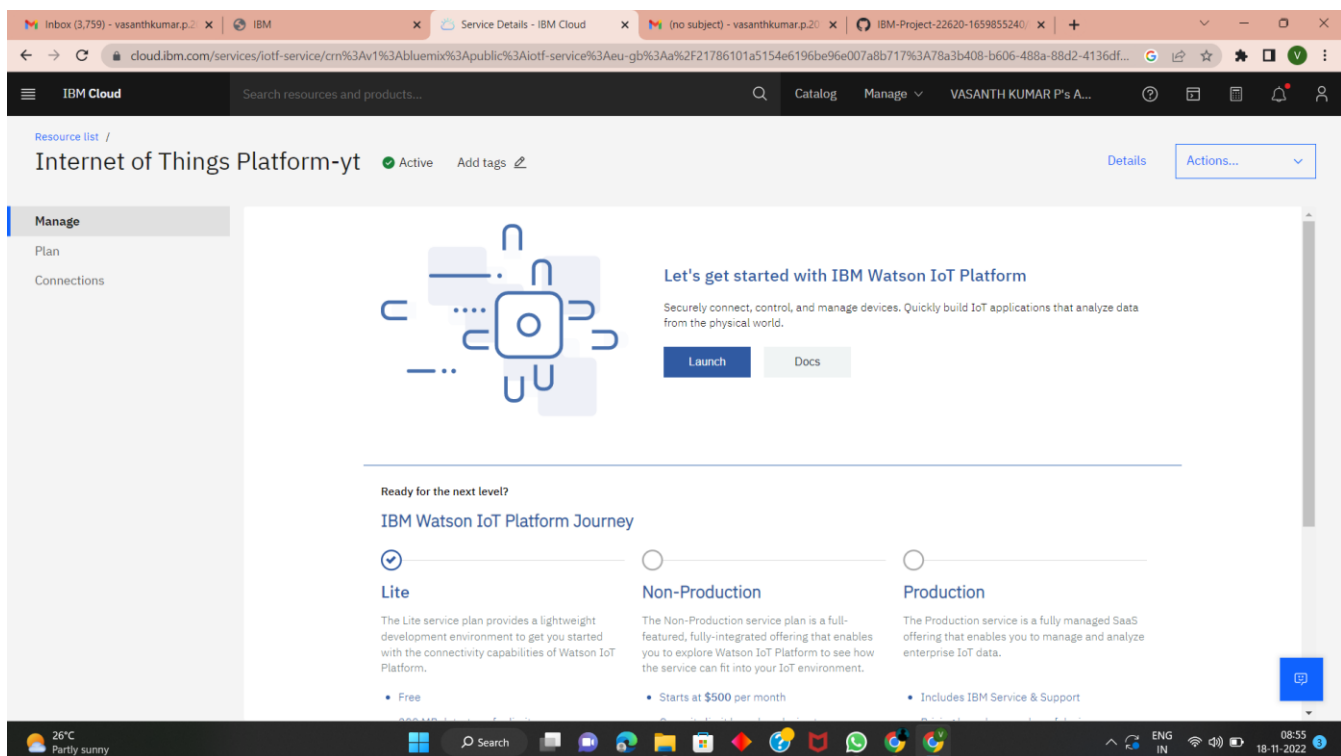 Inbox (3,759) - vasanthkumar.p.2
IBM
Service Details - IBM Cloud
(no subject) - vasanthkumar.p.20
IBM-Project-22620-1659855240/
cloud.ibm.com/services/iotf-service/crn%3Av1%3Abluemix%3Apublic%3Aiotf-service%3Aeu-gb%3Aa%2F21786101a5154e6196be96e007a8b717%3A78a3b408-b606-488a-88d2-4136df...
V
IBM Cloud
Search resources and products...
Catalog
Manage
VASANTH KUMAR P's A...
Resource list /
Internet of Things Platform-yt
Active
Add tags
Details
Actions...
Manage
Plan
Connections
Let's get started with IBM Watson IoT Platform
Securely connect, control, and manage devices. Quickly build IoT applications that analyze data
from the physical world.
Launch
Docs
Ready for the next level?
IBM Watson IoT Platform Journey
Lite
The Lite service plan provides a lightweight
development environment to get you started
with the connectivity capabilities of Watson IoT
Platform.
• Free
Non-Production
The Non-Production service plan is a full-
featured, fully-integrated offering that enables
you to explore Watson IoT Platform to see how
the service can fit into your IoT environment.
• Starts at $500 per month
Production
The Production service is a fully managed SaaS
offering that enables you to manage and analyze
enterprise IoT data.
• Includes IBM Service & Support
26°C
Partly sunny
Search
ENG
IN
08:55
18-11-2022
3